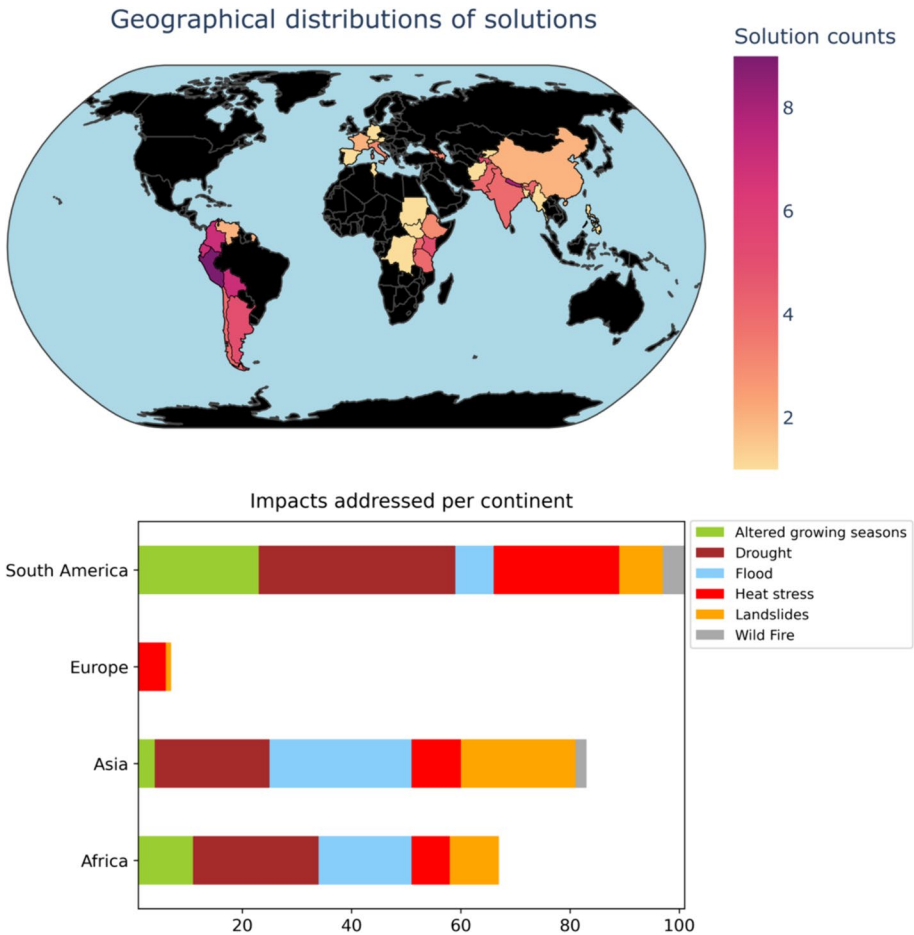 Geographical distributions of solutions
Solution counts
8
6
4
2
Impacts addressed per continent
Altered growing seasons
Drought
Flood
Heat stress
Landslides
Wild Fire
South America
Europe
Asia
Africa
20 40 60 80 100